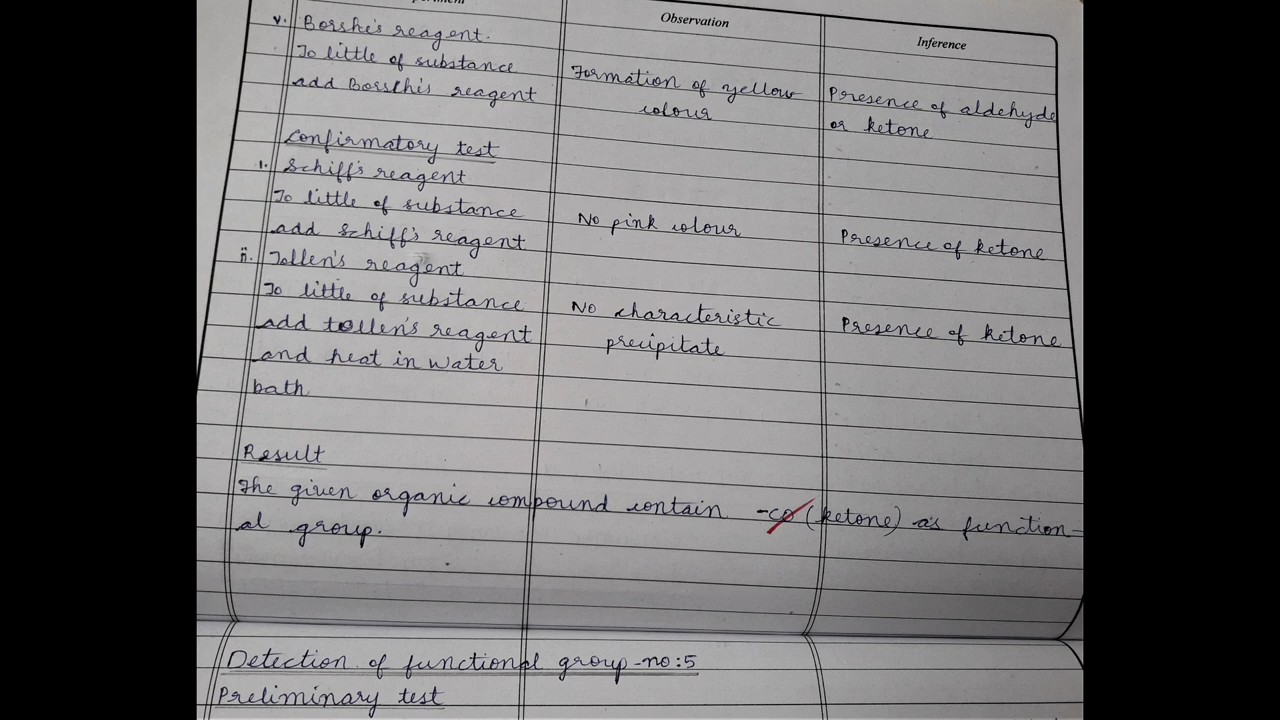 Observation
Inference
v. Borshe's reagent.
To little of substance
add Borsche's reagent
Formation of yellow
colour
Presence of aldehyde
or ketone
Confirmatory test
i. Schiff's reagent
To little of substance
add Schiff's reagent
No pink colour
Presence of ketone
ii. Tollen's reagent
To little of substance
add tollen's reagent
and heat in water
bath
No characteristic
precipitate
Presence of ketone
Result
The given organic compound contain -co (ketone) as function-
al group.
Detection of functional group-no:5
Preliminary test